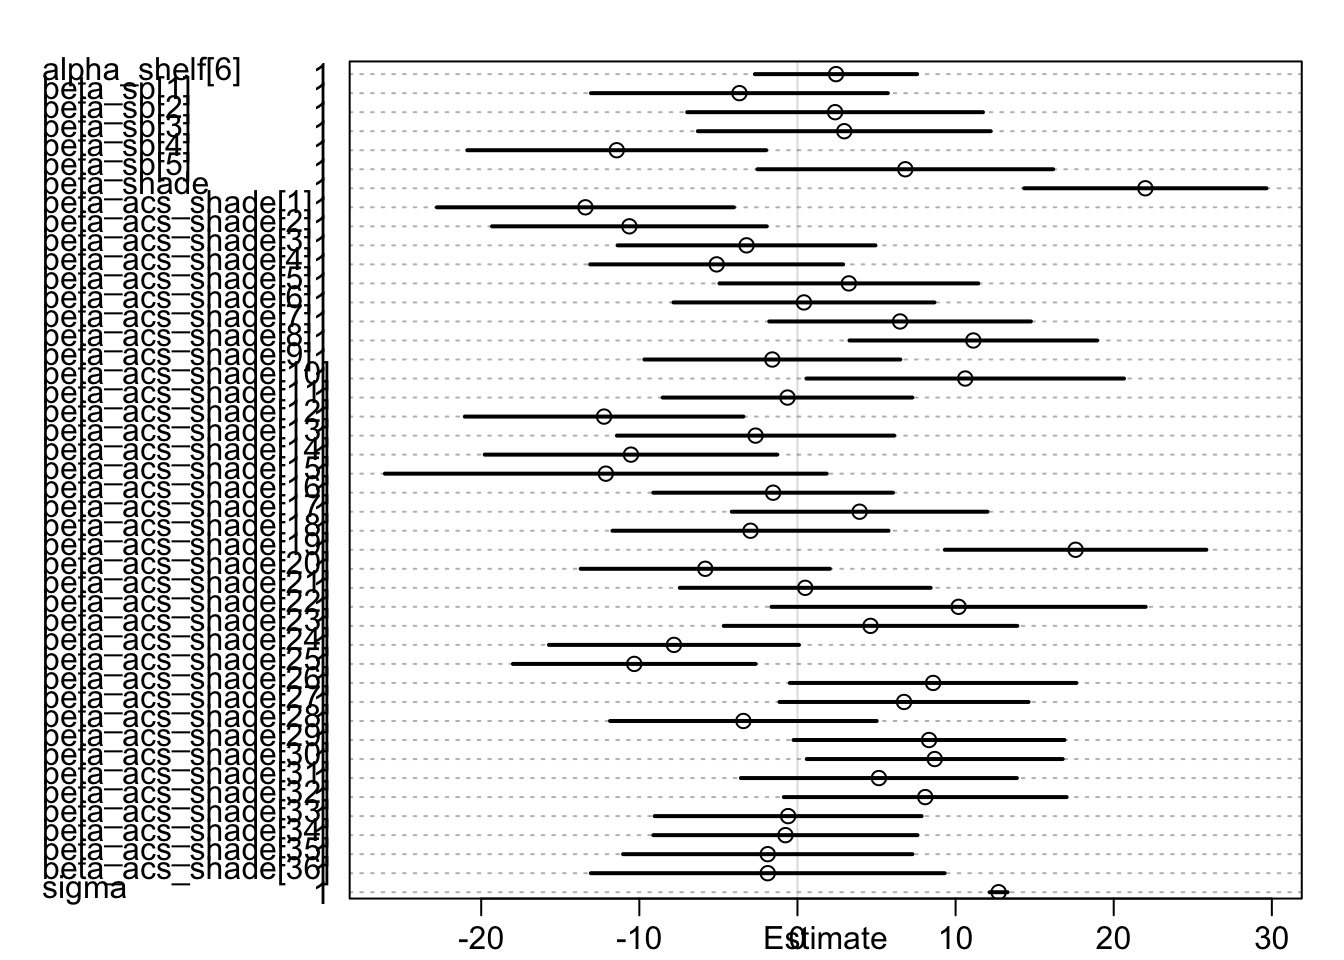 alpha_shelf[6]
beta_sp[1]
beta_sp[2]
beta_sp[3]
beta_sp[4]
beta_sp[5]
beta_shade
beta_acs_shade[1]
beta_acs_shade[2]
beta_acs_shade[3]
beta_acs_shade[4]
beta_acs_shade[5]
beta_acs_shade[6]
beta_acs_shade[7]
beta_acs_shade[8]
beta_acs_shade[9]
beta_acs_shade[10]
beta_acs_shade[11]
beta_acs_shade[12]
beta_acs_shade[13]
beta_acs_shade[14]
beta_acs_shade[15]
beta_acs_shade[16]
beta_acs_shade[17]
beta_acs_shade[18]
beta_acs_shade[19]
beta_acs_shade[20]
beta_acs_shade[21]
beta_acs_shade[22]
beta_acs_shade[23]
beta_acs_shade[24]
beta_acs_shade[25]
beta_acs_shade[26]
beta_acs_shade[27]
beta_acs_shade[28]
beta_acs_shade[29]
beta_acs_shade[30]
beta_acs_shade[31]
beta_acs_shade[32]
beta_acs_shade[33]
beta_acs_shade[34]
beta_acs_shade[35]
beta_acs_shade[36]
sigma
-20 -10 0 10 20 30
Estimate